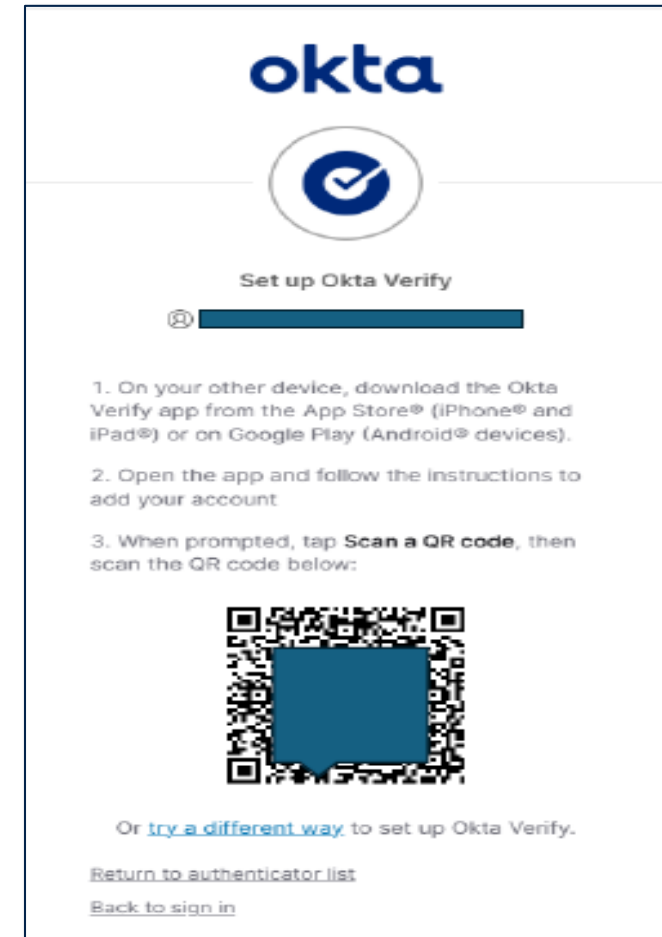 okta
Set up Okta Verify
1. On your other device, download the Okta
Verify app from the App Store® (iPhone® and
iPad®) or on Google Play (Android® devices).
2. Open the app and follow the instructions to
add your account
3. When prompted, tap Scan a QR code, then
scan the QR code below:
Or try a different way to set up Okta Verify.
Return to authenticator list
Back to sign in